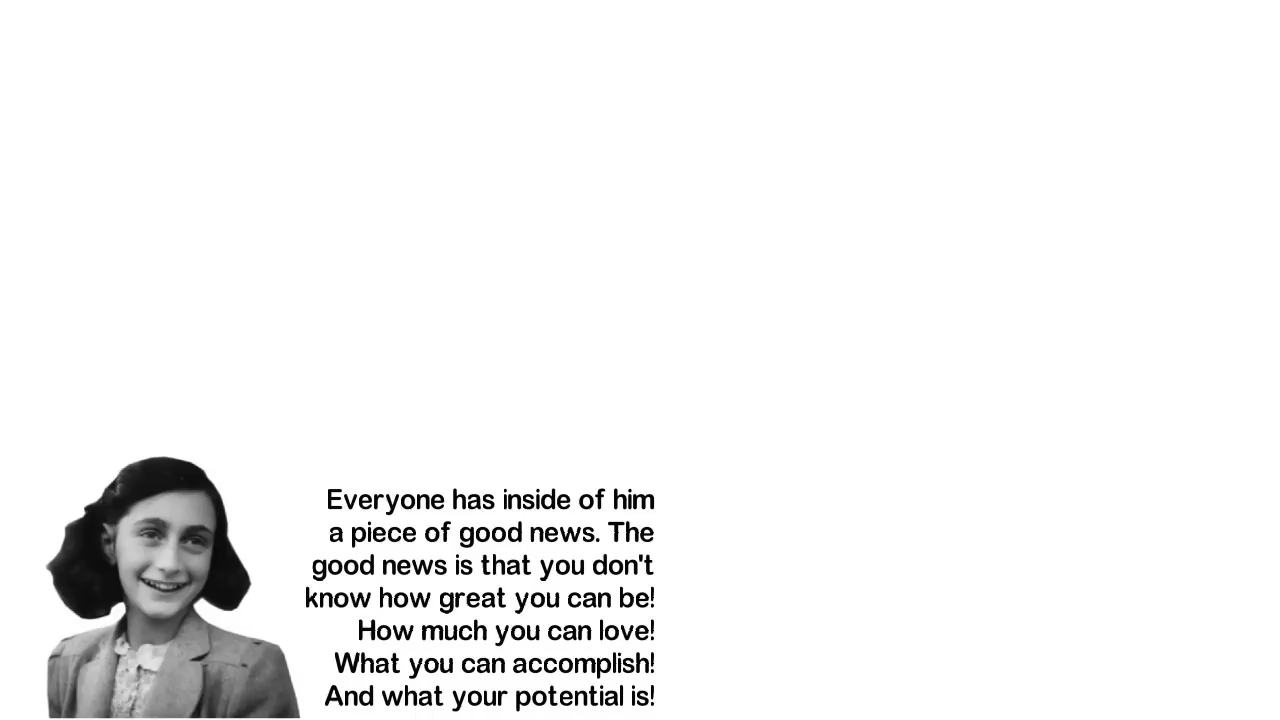 Everyone has inside of him
a piece of good news. The
good news is that you don't
know how great you can be!
How much you can love!
What you can accomplish!
And what your potential is!